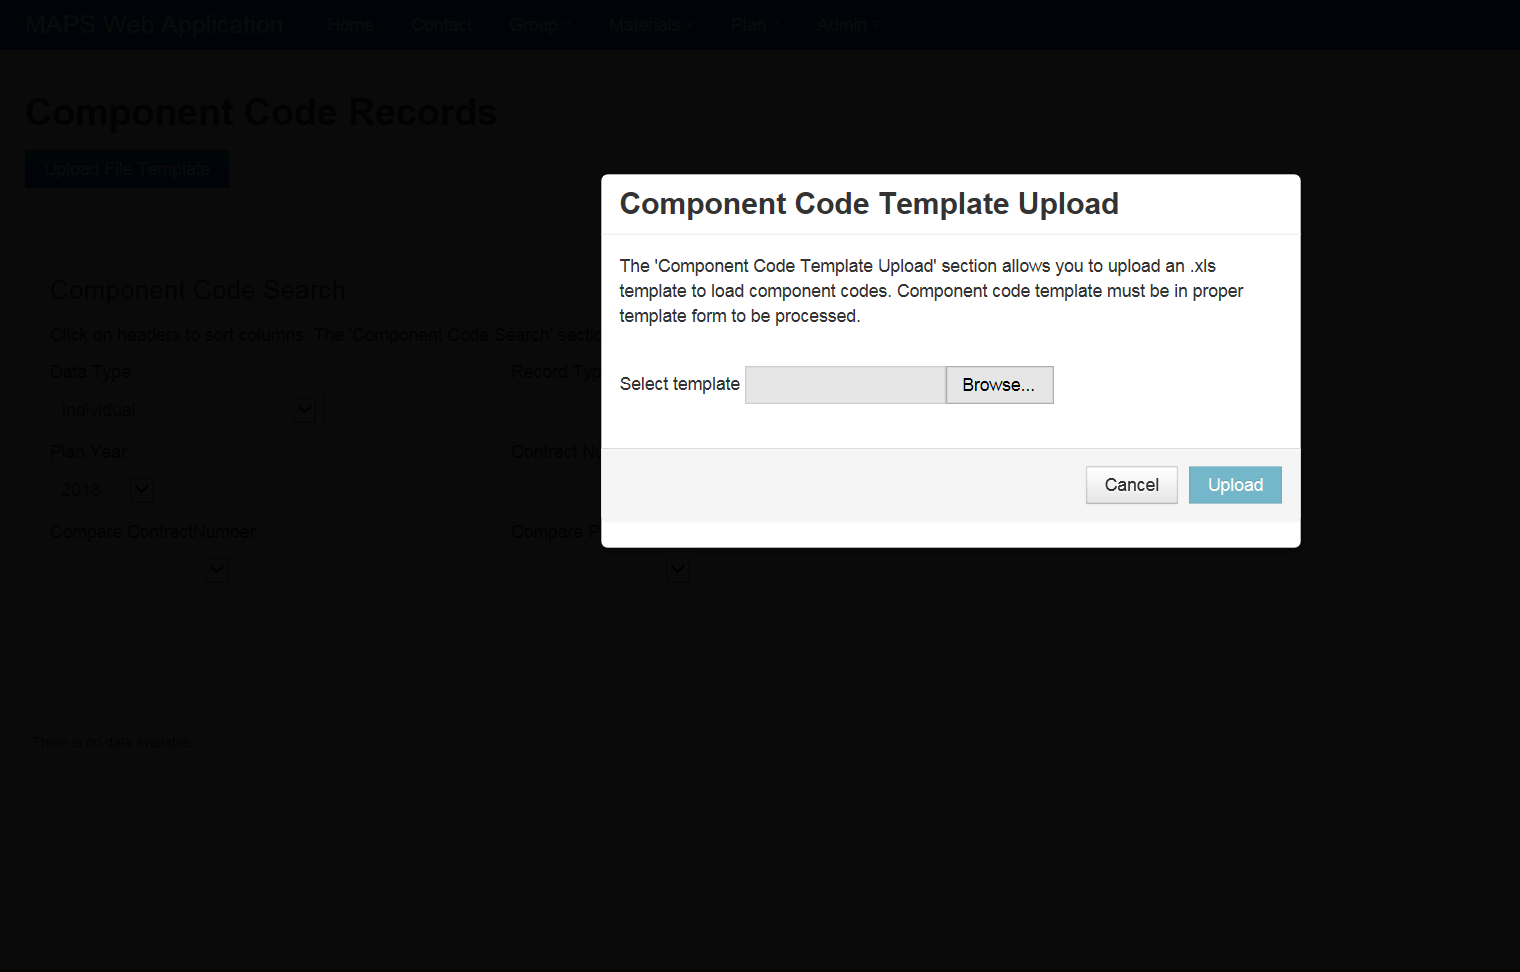 MAPS Web Application Home Contact Group Materials Plan Admin
Component Code Records
Upload File Template
Component Code Template Upload
The 'Component Code Template Upload' section allows you to upload an .xls
template to load component codes. Component code template must be in proper
template form to be processed.
Select template Browse...
Cancel Upload
Component Code Search
Click on headers to sort columns. The 'Component Code Search' sectio
Data Type Record Typ
Individual
Plan Year Contract Nu
2018
Compare ContractNumber Compare P
There is no data available